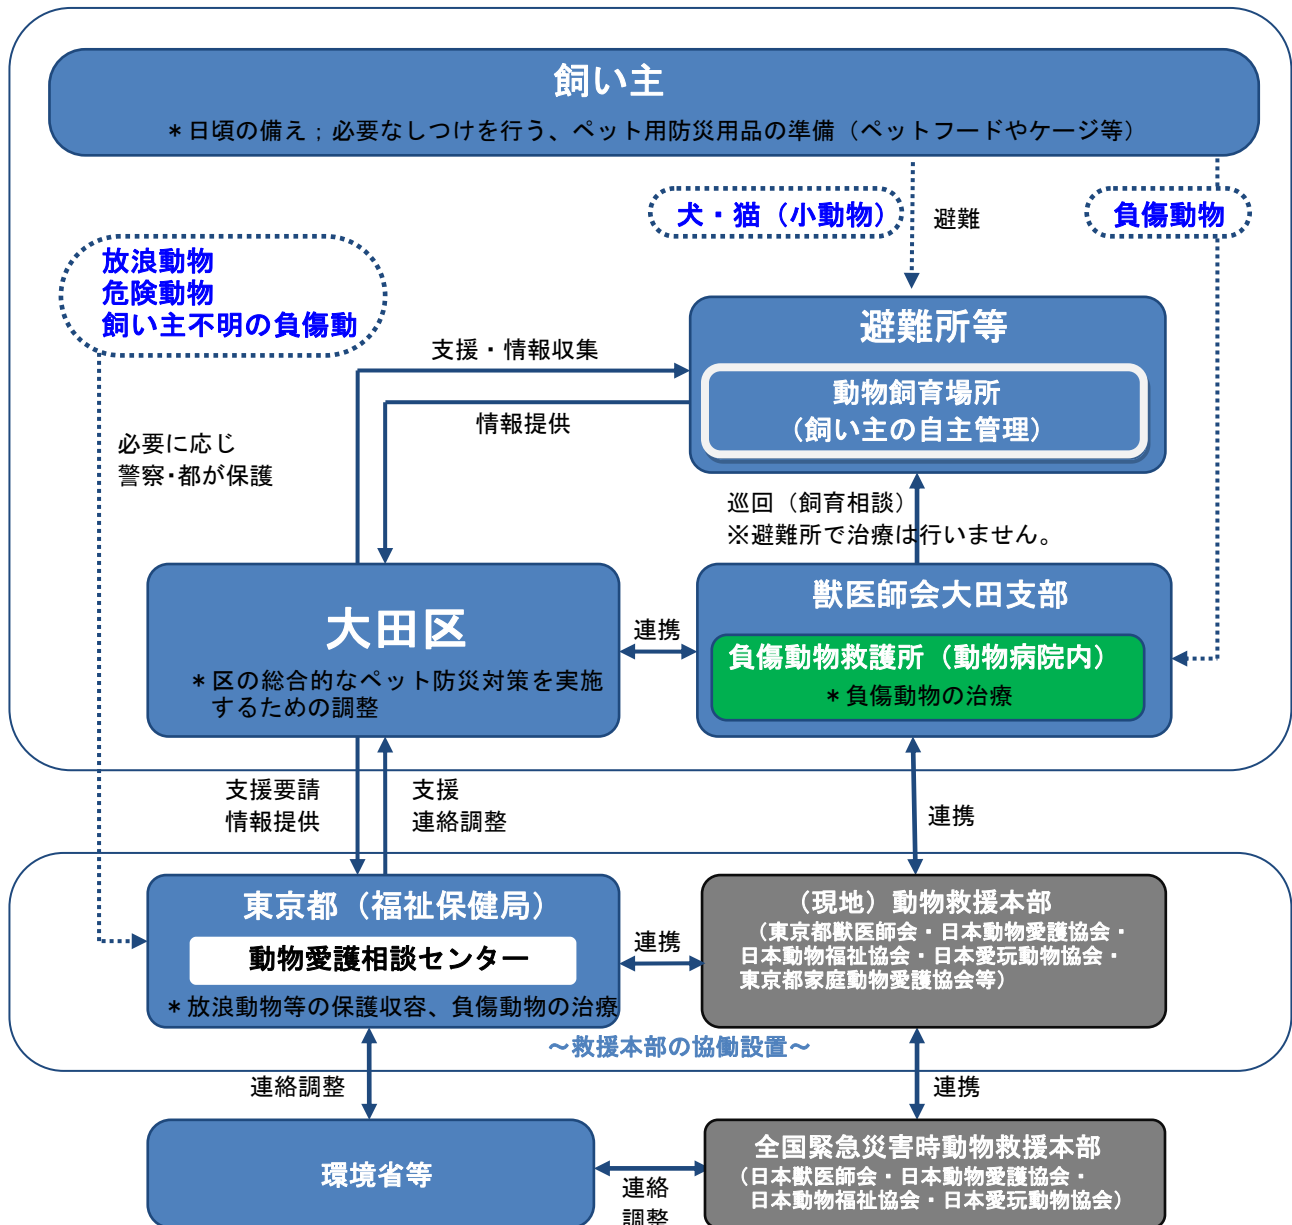 飼い主
＊日頃の備え；必要なしつけを行う、ペット用防災用品の準備（ペットフードやケージ等）
犬・猫（小動物）
避難
負傷動物
放浪動物
危険動物
飼い主不明の負傷動
避難所等
動物飼育場所
（飼い主の自主管理）
支援・情報収集
情報提供
必要に応じ
警察・都が保護
巡回（飼育相談）
※避難所で治療は行いません。
大田区
＊区の総合的なペット防災対策を実施
するための調整
連携
獣医師会大田支部
負傷動物救護所（動物病院内）
＊負傷動物の治療
支援要請
情報提供
支援
連絡調整
連携
東京都（福祉保健局）
動物愛護相談センター
＊放浪動物等の保護収容、負傷動物の治療
連携
（現地）動物救援本部
（東京都獣医師会・日本動物愛護協会・
日本動物福祉協会・日本愛玩動物協会・
東京都家庭動物愛護協会等）
～救援本部の協働設置～
連絡調整
連携
環境省等
連絡
調整
全国緊急災害時動物救援本部
（日本獣医師会・日本動物愛護協会・
日本動物福祉協会・日本愛玩動物協会）